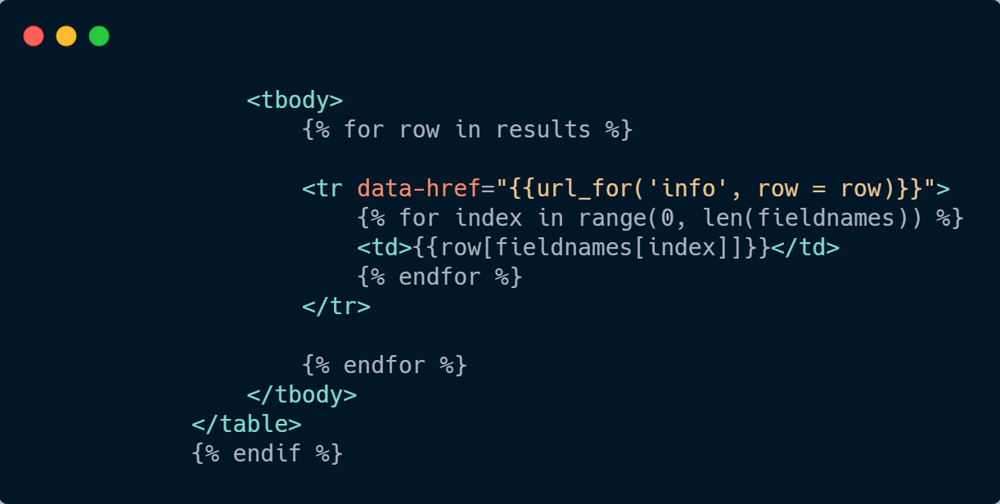 <tbody>
{% for row in results %}
<tr data-href="{{url_for('info', row = row)}}">
{% for index in range(0, len(fieldnames)) %}
<td>{{row[fieldnames[index]]}}</td>
{% endfor %}
</tr>
{% endfor %}
</tbody>
</table>
{% endif %}